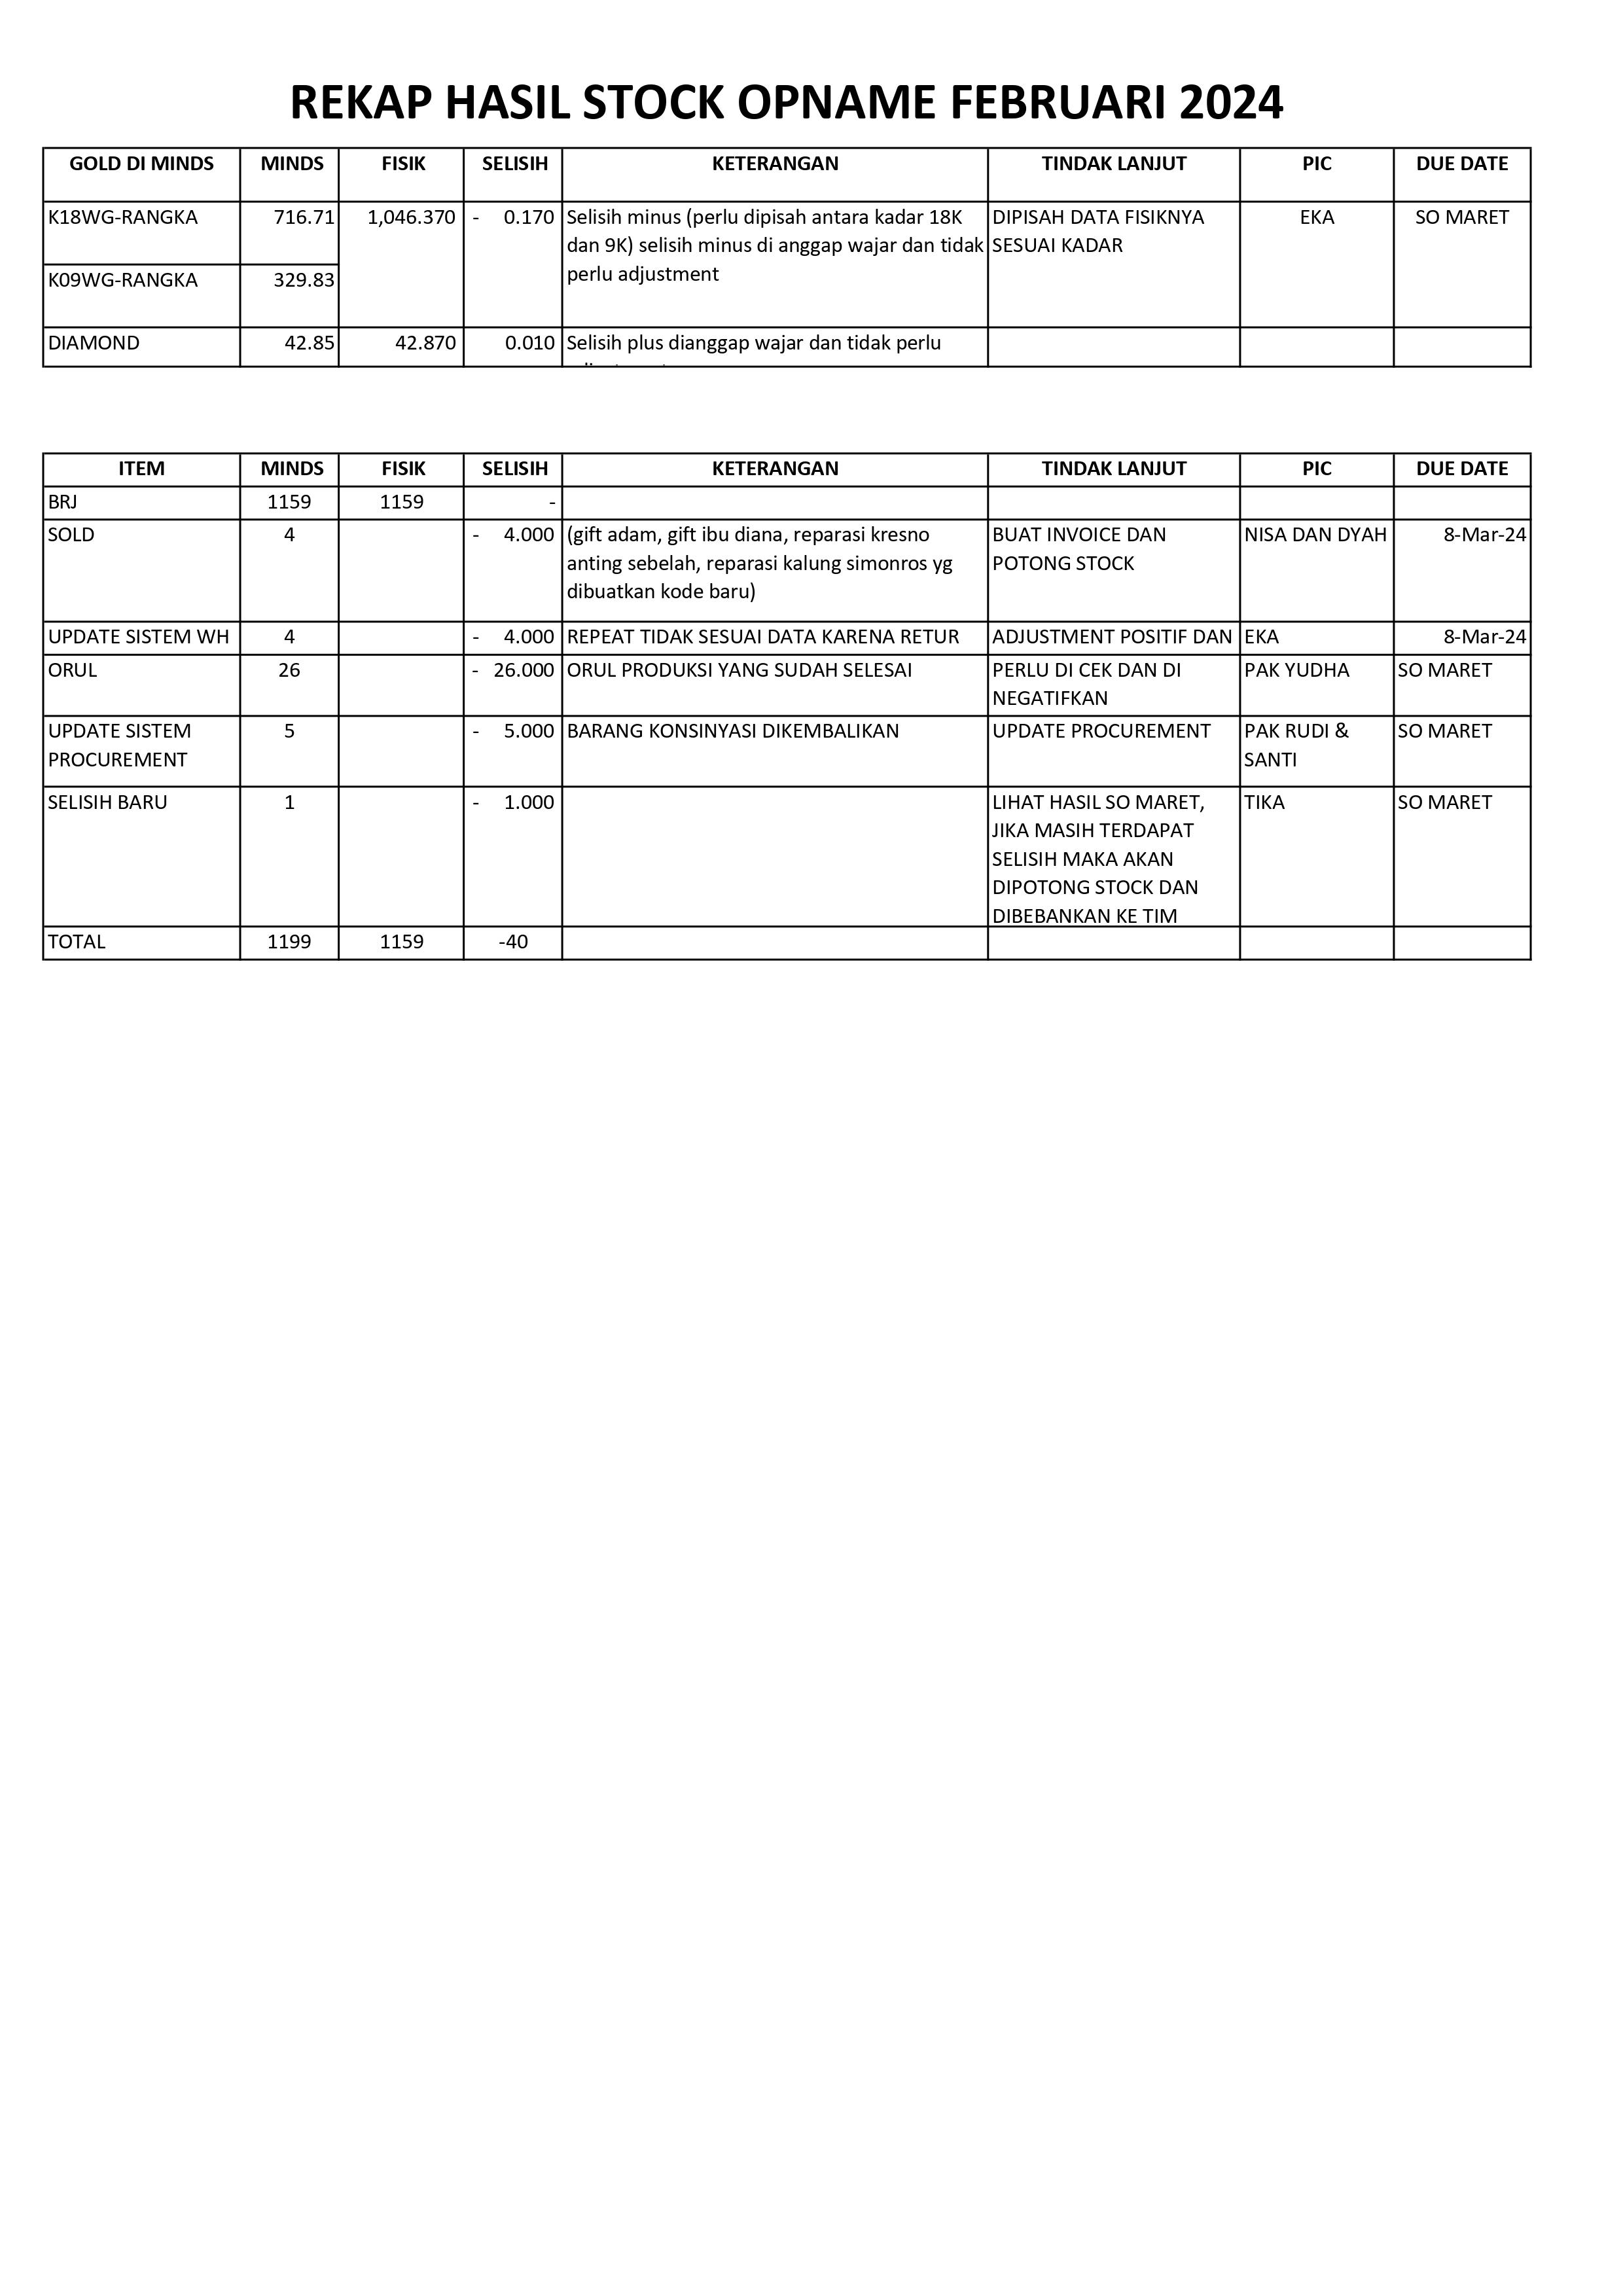 REKAP HASIL STOCK OPNAME FEBRUARI 2024
GOLD DI MINDS MINDS FISIK SELISIH KETERANGAN TINDAK LANJUT PIC DUE DATE
K18WG-RANGKA 716.71 1,046.370 - 0.170 Selisih minus (perlu dipisah antara kadar 18K DIPISAH DATA FISIKNYA EKA SO MARET
dan 9K) selisih minus di anggap wajar dan tidak SESUAI KADAR
K09WG-RANGKA 329.83 perlu adjustment
DIAMOND 42.85 42.870 0.010 Selisih plus dianggap wajar dan tidak perlu
ITEM MINDS FISIK SELISIH KETERANGAN TINDAK LANJUT PIC DUE DATE
BRJ 1159 1159 -
SOLD 4 - 4.000 (gift adam, gift ibu diana, reparasi kresno BUAT INVOICE DAN NISA DAN DYAH 8-Mar-24
anting sebelah, reparasi kalung simonros yg POTONG STOCK
dibuatkan kode baru)
UPDATE SISTEM WH 4 - 4.000 REPEAT TIDAK SESUAI DATA KARENA RETUR ADJUSTMENT POSITIF DAN EKA 8-Mar-24
ORUL 26 - 26.000 ORUL PRODUKSI YANG SUDAH SELESAI PERLU DI CEK DAN DI PAK YUDHA SO MARET
NEGATIFKAN
UPDATE SISTEM 5 - 5.000 BARANG KONSINYASI DIKEMBALIKAN UPDATE PROCUREMENT PAK RUDI & SO MARET
PROCUREMENT SANTI
SELISIH BARU 1 - 1.000 LIHAT HASIL SO MARET, TIKA SO MARET
JIKA MASIH TERDAPAT
SELISIH MAKA AKAN
DIPOTONG STOCK DAN
DIBEBANKAN KE TIM
TOTAL 1199 1159 -40